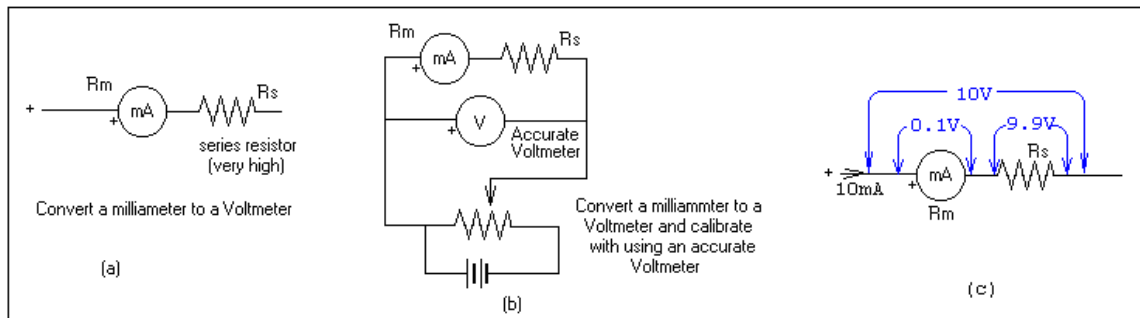 Rm
mA
+
+
Rs
series resistor
(very high)
Convert a milliameter to a Voltmeter
(a)
Rm
mA
+
Rs
V
+
Accurate
Voltmeter
Convert a milliammter to a
Voltmeter and calibrate
with using an accurate
Voltmeter
(b)
10V
0.1V
9.9V
Rs
+
10mA
mA
+
Rm
(c)